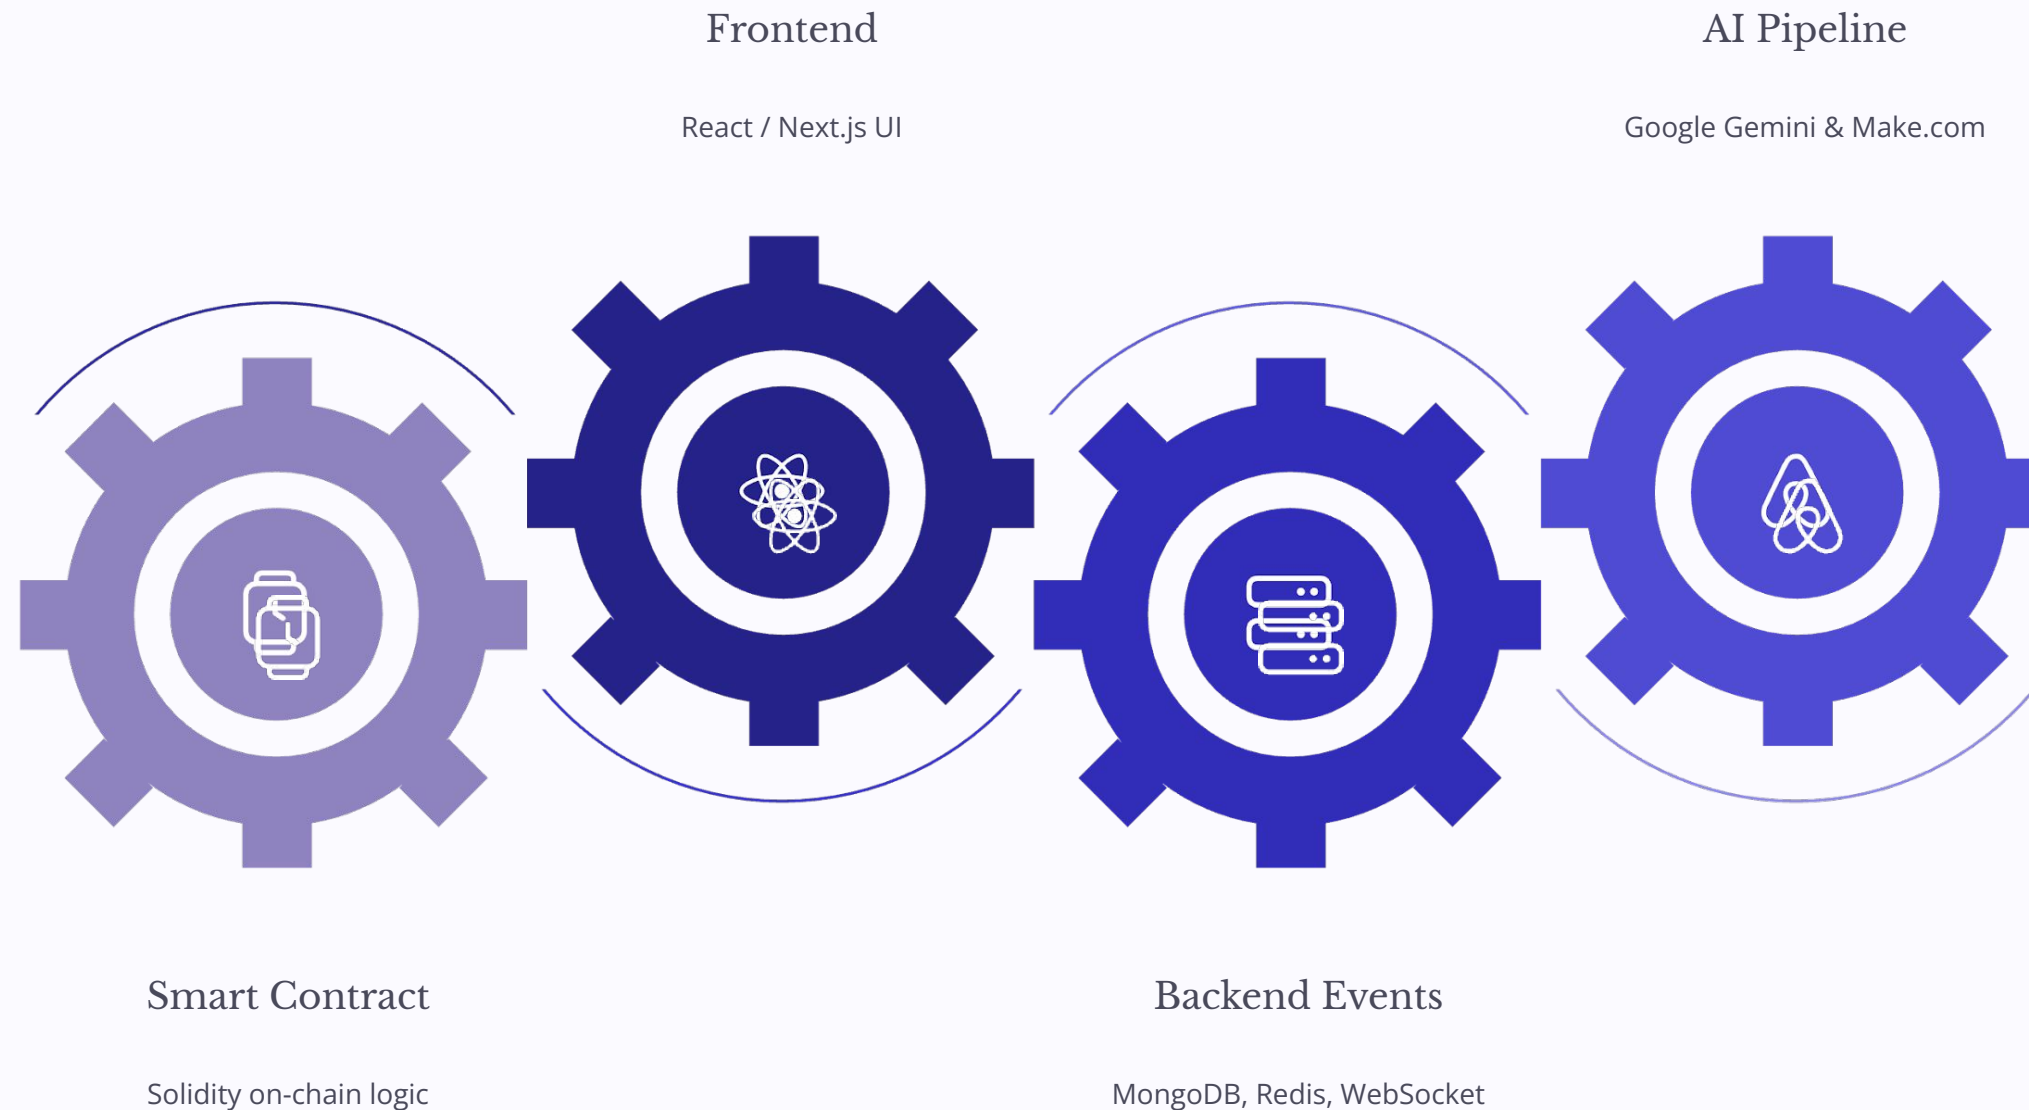 Frontend
React / Next.js UI
AI Pipeline
Google Gemini & Make.com
Smart Contract
Solidity on-chain logic
Backend Events
MongoDB, Redis, WebSocket